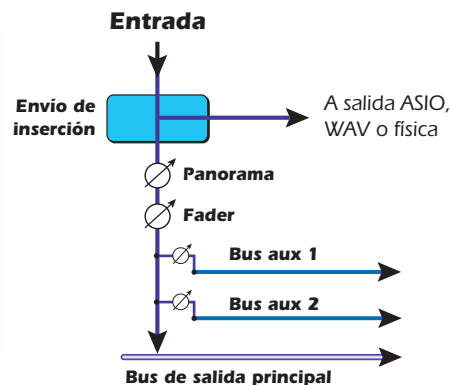 Entrada
Envío de
inserción
A salida ASIO,
WAV o física
Panorama
Fader
Bus aux 1
Bus aux 2
Bus de salida principal